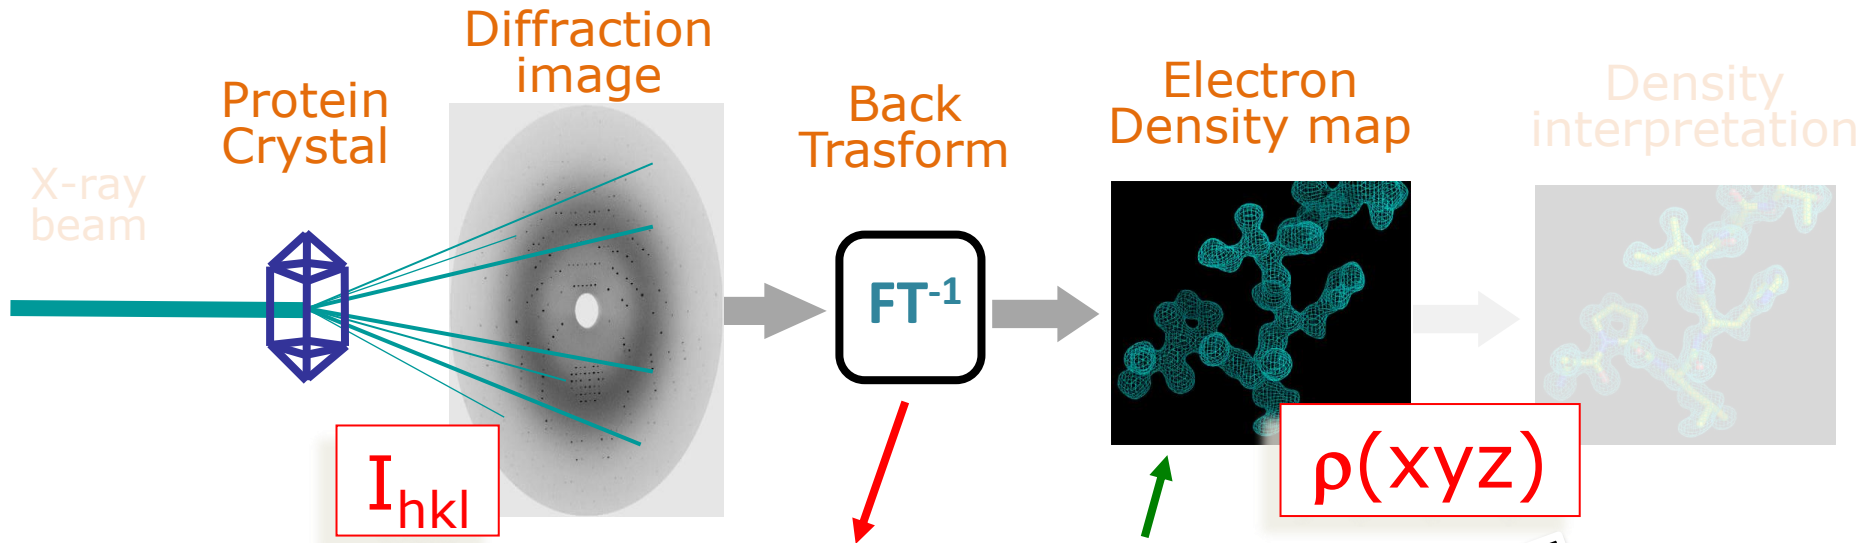 X-ray
beam
Protein
Crystal
Diffraction
image
Back
Trasform
Electron
Density map
Density
interpretation
FT-1
Ihkl
ρ(xyz)